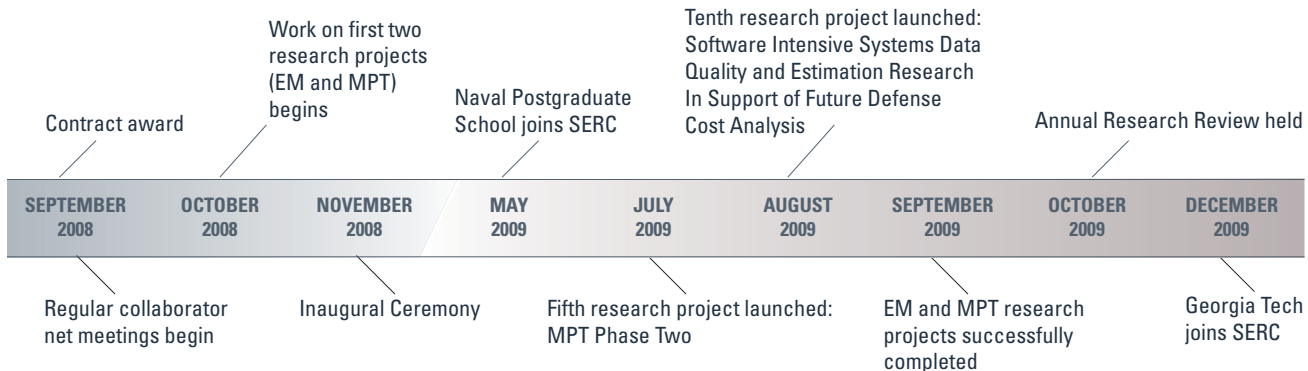 Contract award
Work on first two
research projects
(EM and MPT)
begins
Naval Postgraduate
School joins SERC
Tenth research project launched:
Software Intensive Systems Data
Quality and Estimation Research
In Support of Future Defense
Cost Analysis
Annual Research Review held
SEPTEMBER
2008
OCTOBER
2008
NOVEMBER
2008
MAY
2009
JULY
2009
AUGUST
2009
SEPTEMBER
2009
OCTOBER
2009
DECEMBER
2009
Regular collaborator
net meetings begin
Inaugural Ceremony
Fifth research project launched:
MPT Phase Two
EM and MPT research
projects successfully
completed
Georgia Tech
joins SERC